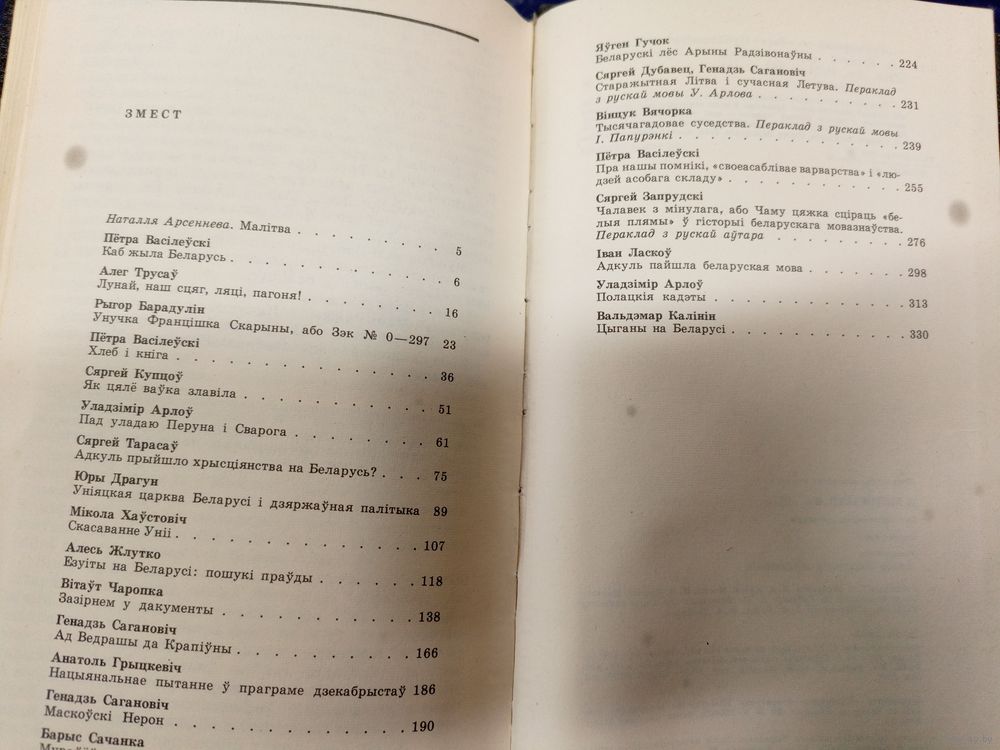 ЗМЕСТ
Наталля Арсеннева. Малітва . . . . . . . . 5
Пётра Васілеўскі
Каб жыла Беларусь . . . . . . . . . . 6
Алег Трусаў
Лунай, наш сцяг, ляці, пагоня! . . . . . . . 16
Рыгор Барадулін
Унучка Францішка Скарыны, або Зэк № 0—297 23
Пётра Васілеўскі
Хлеб і кніга . . . . . . . . . . . . 36
Сяргей Купцоў
Як цялё ваўка злавіла . . . . . . . . . 51
Уладзімір Арлоў
Пад уладаю Перуна і Сварога . . . . . . . 61
Сяргей Тарасаў
Адкуль прыйшло хрысціянства на Беларусь? . . . 75
Юры Драгун
Уніяцкая царква Беларусі і дзяржаўная палітыка 89
Мікола Хаўстовіч
Скасаванне Уніі . . . . . . . . . . . 107
Алесь Жлутко
Езуіты на Беларусі: пошукі праўды . . . . . . 118
Вітаўт Чаропка
Зазірнем у дакументы . . . . . . . . . 138
Генадзь Сагановіч
Ад Ведрашы да Крапіўны . . . . . . . . 166
Анатоль Грыцкевіч
Нацыянальнае пытанне ў праграме дзекабрыстаў 186
Генадзь Сагановіч
Маскоўскі Нерон . . . . . . . . . . . 190
Барыс Сачанка
Яўген Гучок
Беларускі лёс Арыны Радзівонаўны . . . . . . 224
Сяргей Дубавец, Генадзь Сагановіч
Старажытная Літва і сучасная Летува. Пераклад
з рускай мовы У. Арлова . . . . . . . . . 231
Вінцук Вячорка
Тысячагадовае суседства. Пераклад з рускай мовы
І. Папурэнкі . . . . . . . . . . . . 239
Пётра Васілеўскі
Пра нашы помнікі, «своеасаблівае варварства» і «лю-
дзей асобага складу» . . . . . . . . . . 255
Сяргей Запрудскі
Чалавек з мінулага, або Чаму цяжка сціраць «бе-
лыя плямы» ў гісторыі беларускага мовазнаўства.
Пераклад з рускай аўтара . . . . . . . . 276
Іван Ласкоў
Адкуль пайшла беларуская мова . . . . . . . 298
Уладзімір Арлоў
Полацкія кадэты . . . . . . . . . . . 313
Вальдэмар Калінін
Цыганы на Беларусі . . . . . . . . . . 330